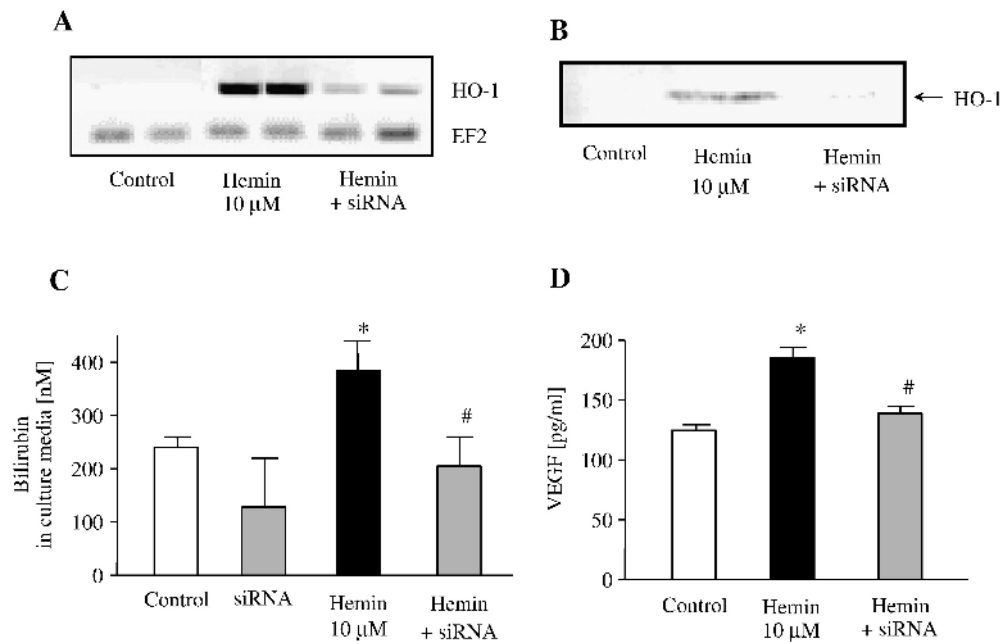 A
HO-1
EF2
Control Hemin Hemin
10 µM + siRNA
B
HO-1
Control Hemin Hemin
10 µM + siRNA
C
Bilirubin
in culture media [nM]
400
300
200
100
0
*
#
Control siRNA Hemin Hemin
10 µM + siRNA
D
VEGF [pg/ml]
200
150
100
50
0
*
#
Control Hemin Hemin
10 µM + siRNA